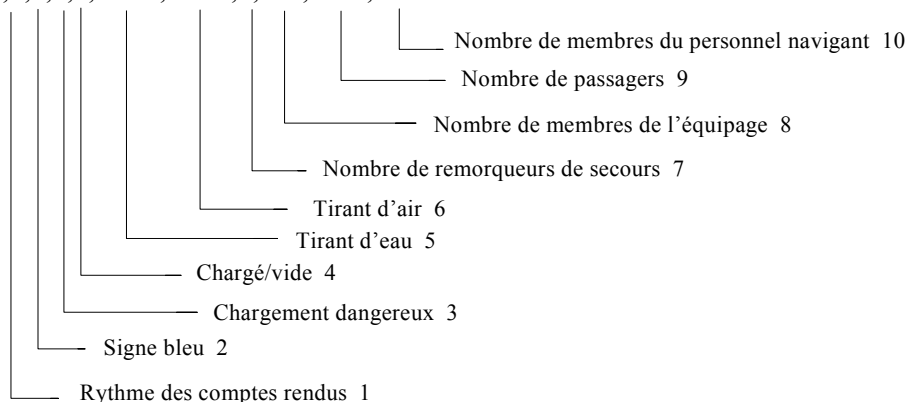 Nombre de membres du personnel navigant 10
Nombre de passagers 9
Nombre de membres de l'équipage 8
Nombre de remorqueurs de secours 7
Tirant d'air 6
Tirant d'eau 5
Chargé/vide 4
Chargement dangereux 3
Signe bleu 2
Rythme des comptes rendus 1